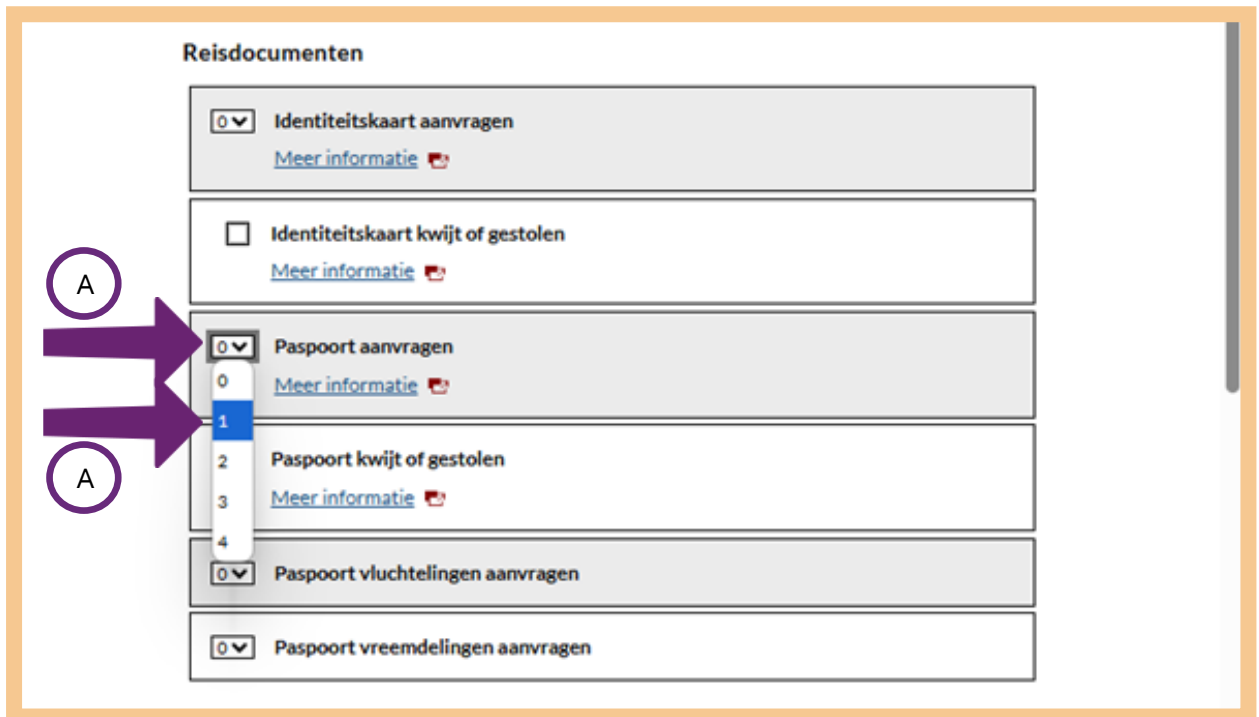 Reisdocumenten
0 Identiteitskaart aanvragen
Meer informatie
Identiteitskaart kwijt of gestolen
Meer informatie
A
0 Paspoort aanvragen
0
Meer informatie
1
A
2 Paspoort kwijt of gestolen
3 Meer informatie
4
0 Paspoort vluchtelingen aanvragen
0 Paspoort vreemdelingen aanvragen